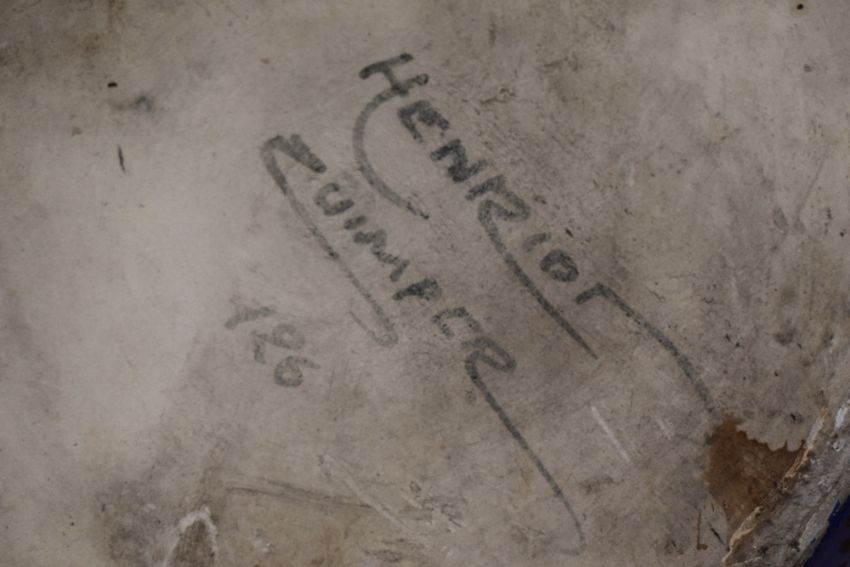 HENRIOT
QUIMPER
126